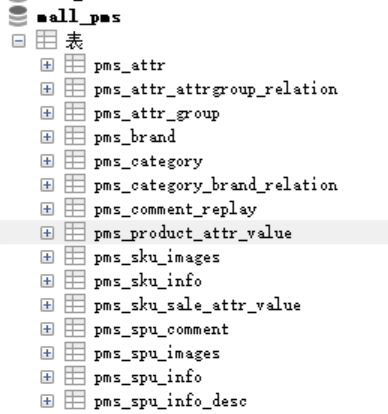 mall_pms
表
pms_attr
pms_attr_attrgroup_relation
pms_attr_group
pms_brand
pms_category
pms_category_brand_relation
pms_comment_replay
pms_product_attr_value
pms_sku_images
pms_sku_info
pms_sku_sale_attr_value
pms_spu_comment
pms_spu_images
pms_spu_info
pms_spu_info_desc